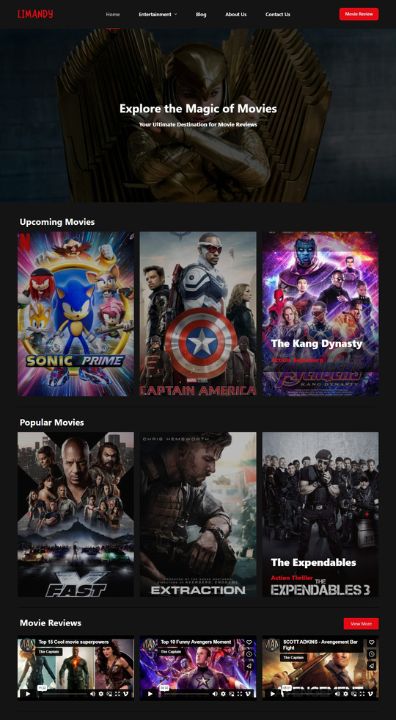 LIMANDY
Home Entertainment Blog About Us Contact Us Movie Review
Explore the Magic of Movies
Your Ultimate Destination for Movie Reviews
Upcoming Movies
N
SONIC PRIME
CAPTAIN AMERICA
The Kang Dynasty
KANG DYNASTY
Popular Movies
X
FAST
CHRIS HEMSWORTH
EXTRACTION
The Expendables
Action-Thriller
THE
EXPENDABLES 3
Movie Reviews
View More
Top 15 Cool movie superpowers
The Captain
Top 10 Funny Avengers Moment
The Captain
SCOTT ADKINS - Avengement Bar
Fight
The Captain